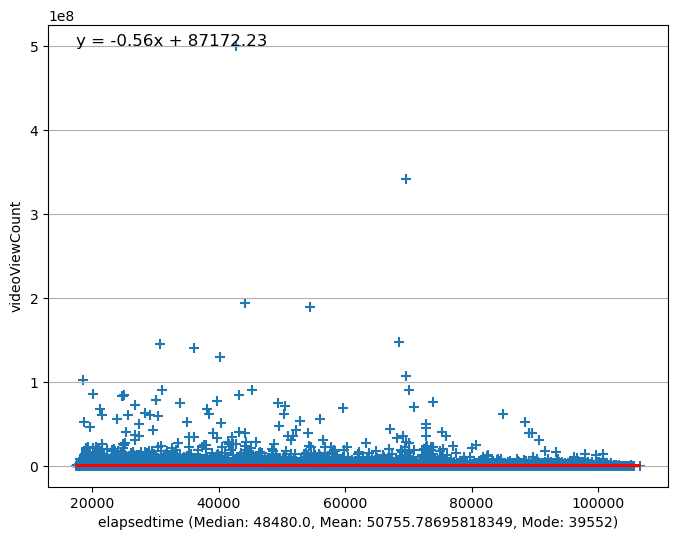 1e8
y = -0.56x + 87172.23
5
4
3
2
1
0
videoViewCount
20000 40000 60000 80000 100000
elapsedtime (Median: 48480.0, Mean: 50755.78695818349, Mode: 39552)